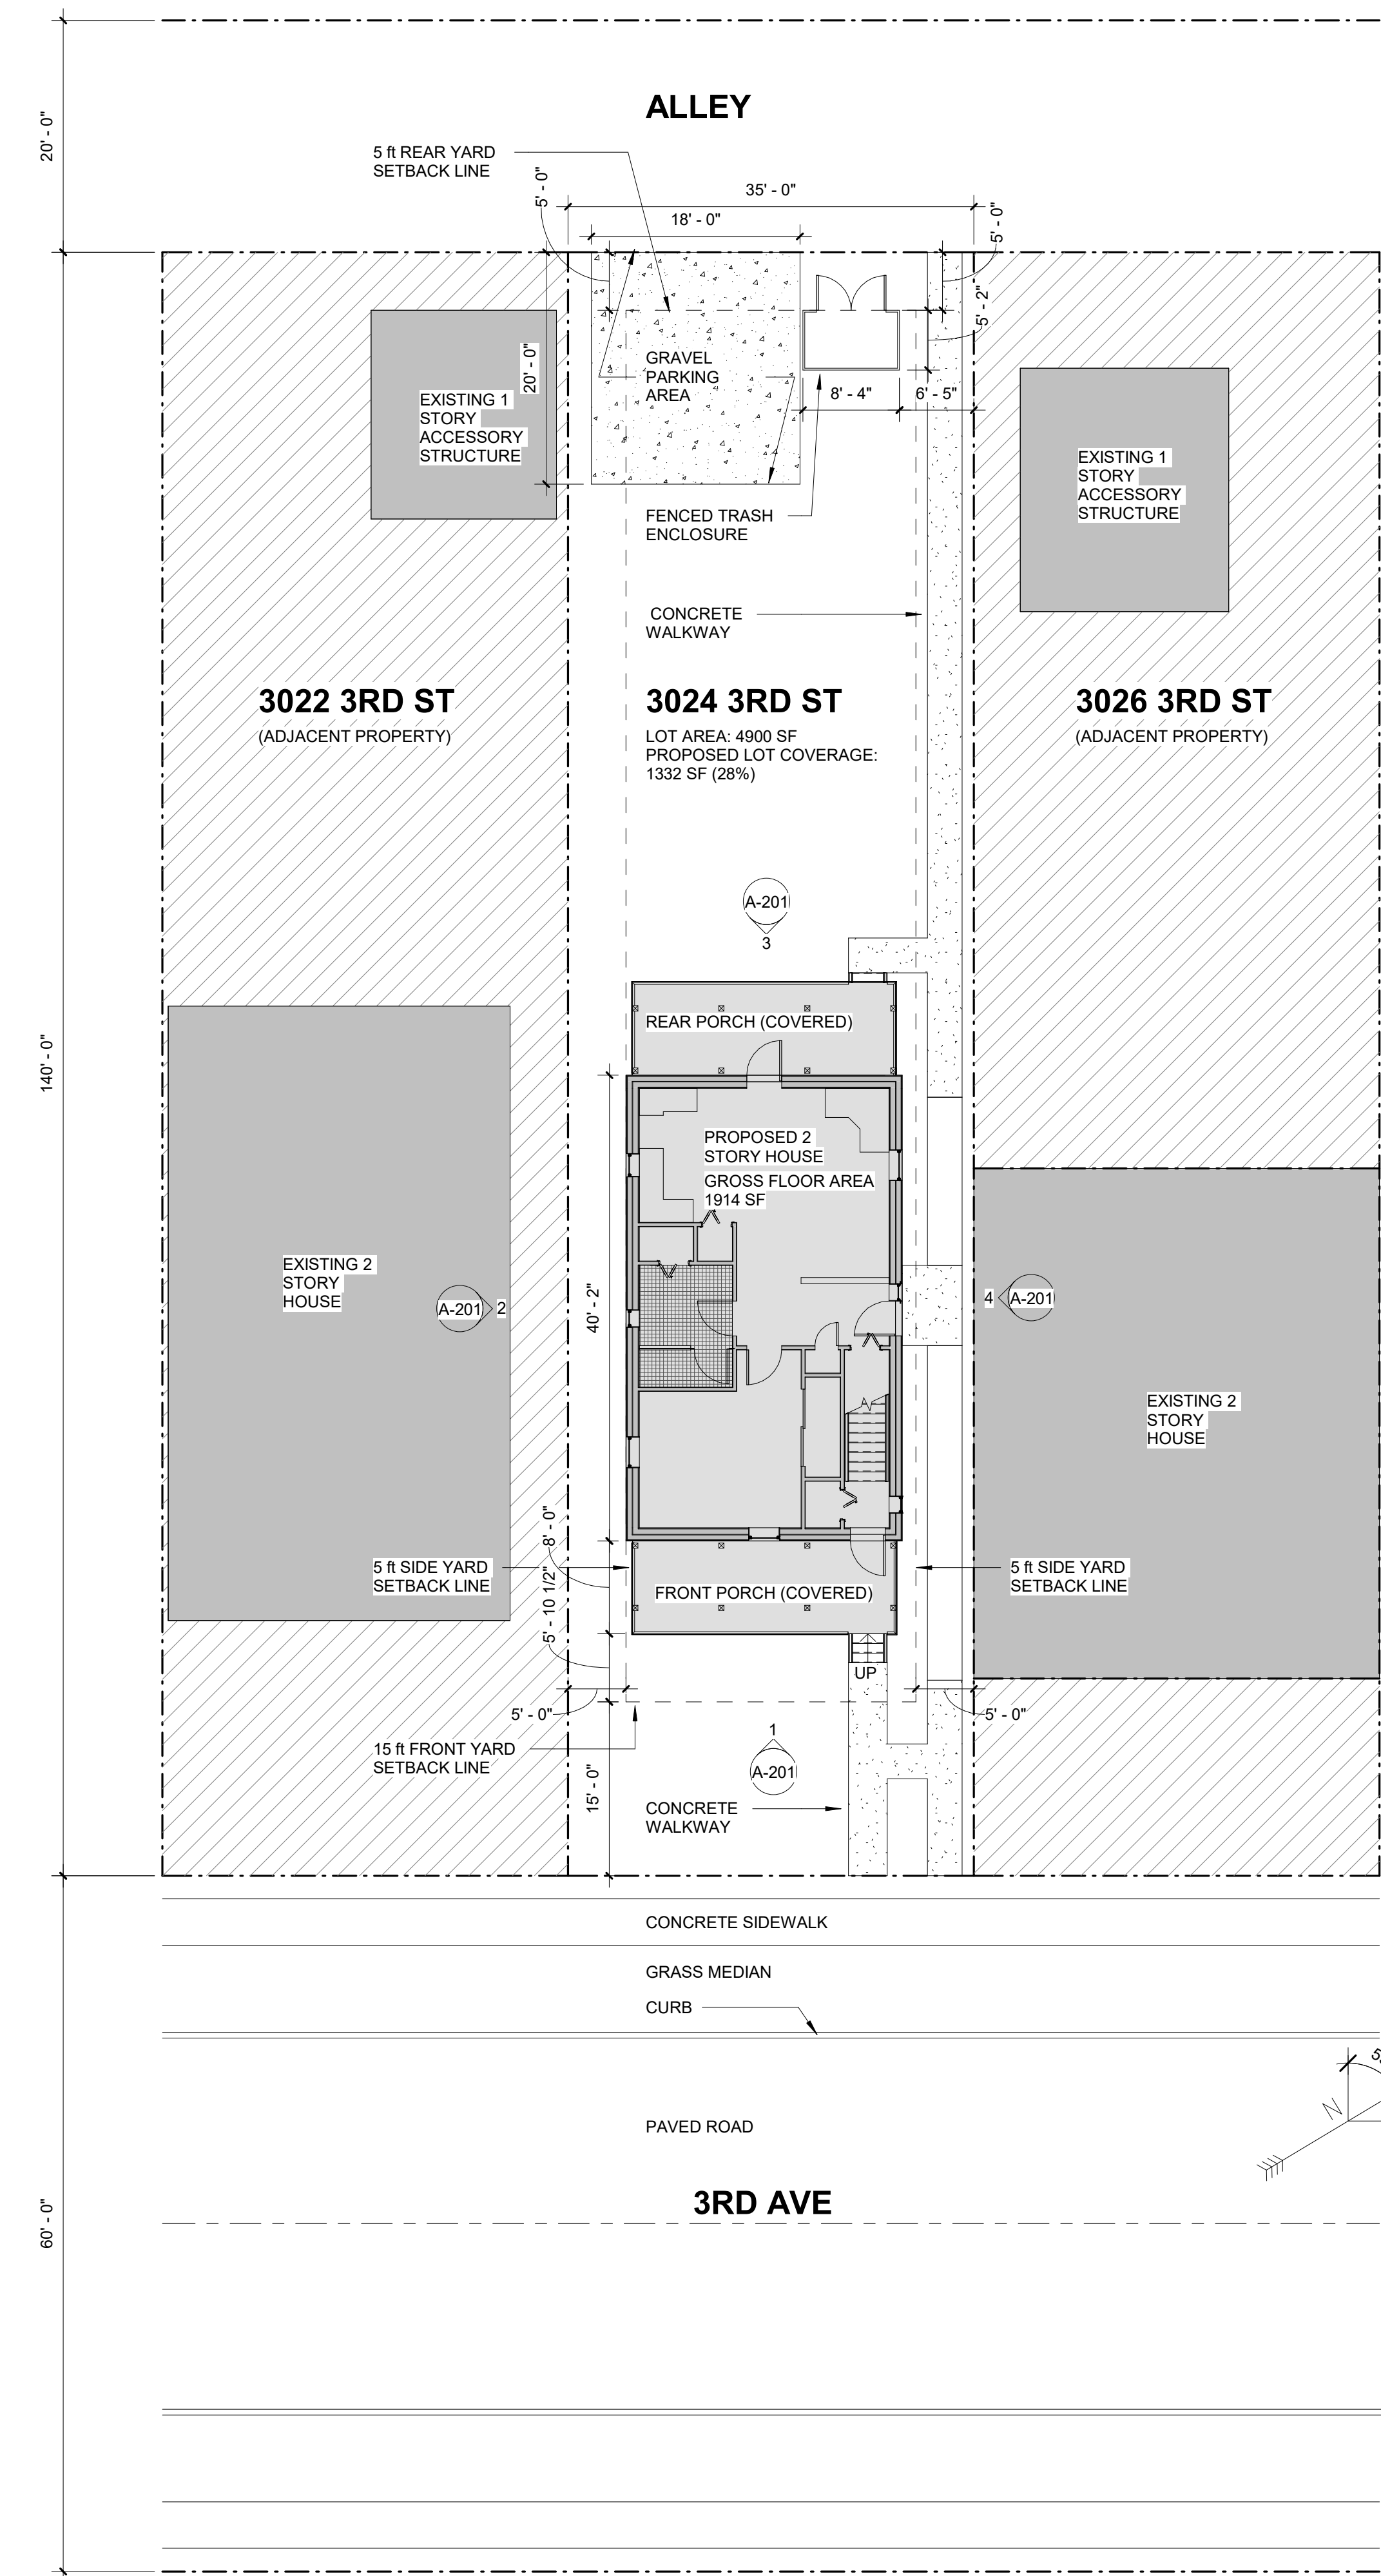 ALLEY
20' - 0"
5 ft REAR YARD
SETBACK LINE
5' - 0"
35' - 0"
18' - 0"
5' - 0"
5' - 2"
20' - 0"
GRAVEL
PARKING
AREA
8' - 4"
6' - 5"
EXISTING 1
STORY
ACCESSORY
STRUCTURE
EXISTING 1
STORY
ACCESSORY
STRUCTURE
FENCED TRASH
ENCLOSURE
CONCRETE
WALKWAY
3022 3RD ST
(ADJACENT PROPERTY)
3024 3RD ST
LOT AREA: 4900 SF
PROPOSED LOT COVERAGE:
1332 SF (28%)
3026 3RD ST
(ADJACENT PROPERTY)
A-201
3
140' - 0"
REAR PORCH (COVERED)
PROPOSED 2
STORY HOUSE
GROSS FLOOR AREA
1914 SF
EXISTING 2
STORY
HOUSE
A-201
2
40' - 2"
4
A-201
EXISTING 2
STORY
HOUSE
8' - 0"
5 ft SIDE YARD
SETBACK LINE
5' - 10 1/2"
FRONT PORCH (COVERED)
5 ft SIDE YARD
SETBACK LINE
UP
5' - 0"
5' - 0"
15 ft FRONT YARD
SETBACK LINE
1
A-201
15' - 0"
CONCRETE
WALKWAY
CONCRETE SIDEWALK
GRASS MEDIAN
CURB
N
PAVED ROAD
3RD AVE
60' - 0"